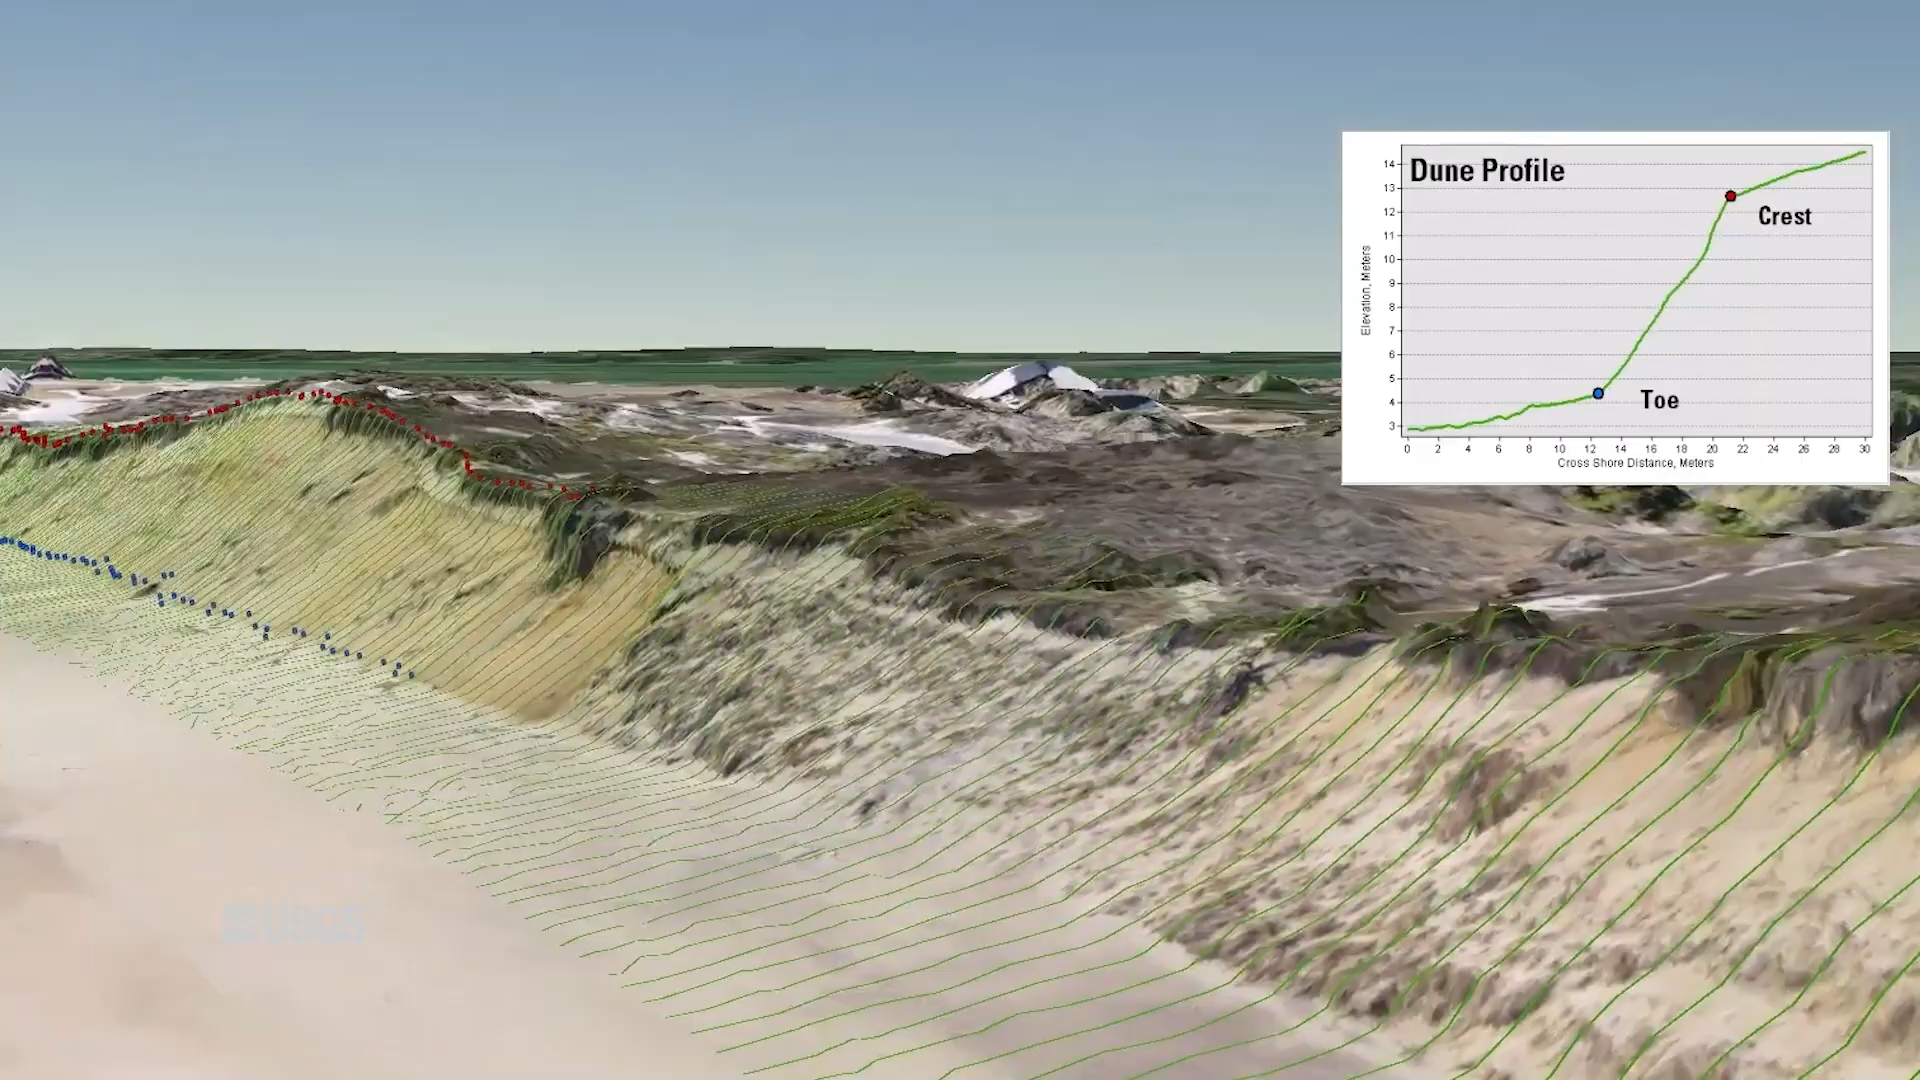 Dune Profile
14
13
12
11
10
9
8
7
6
5
4
3
Elevation, Meters
Crest
Toe
0 2 4 6 8 10 12 14 16 18 20 22 24 26 28 30
Cross Shore Distance, Meters
USGS